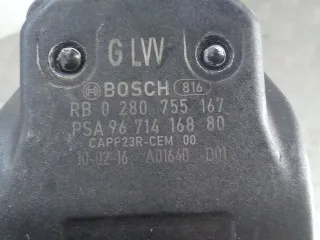 GLW
BOSCH 816
RB 0 280 755 167
PSA 96 714 168 80
CAPP23R-CEM 00
10-02-16 A01640 D01